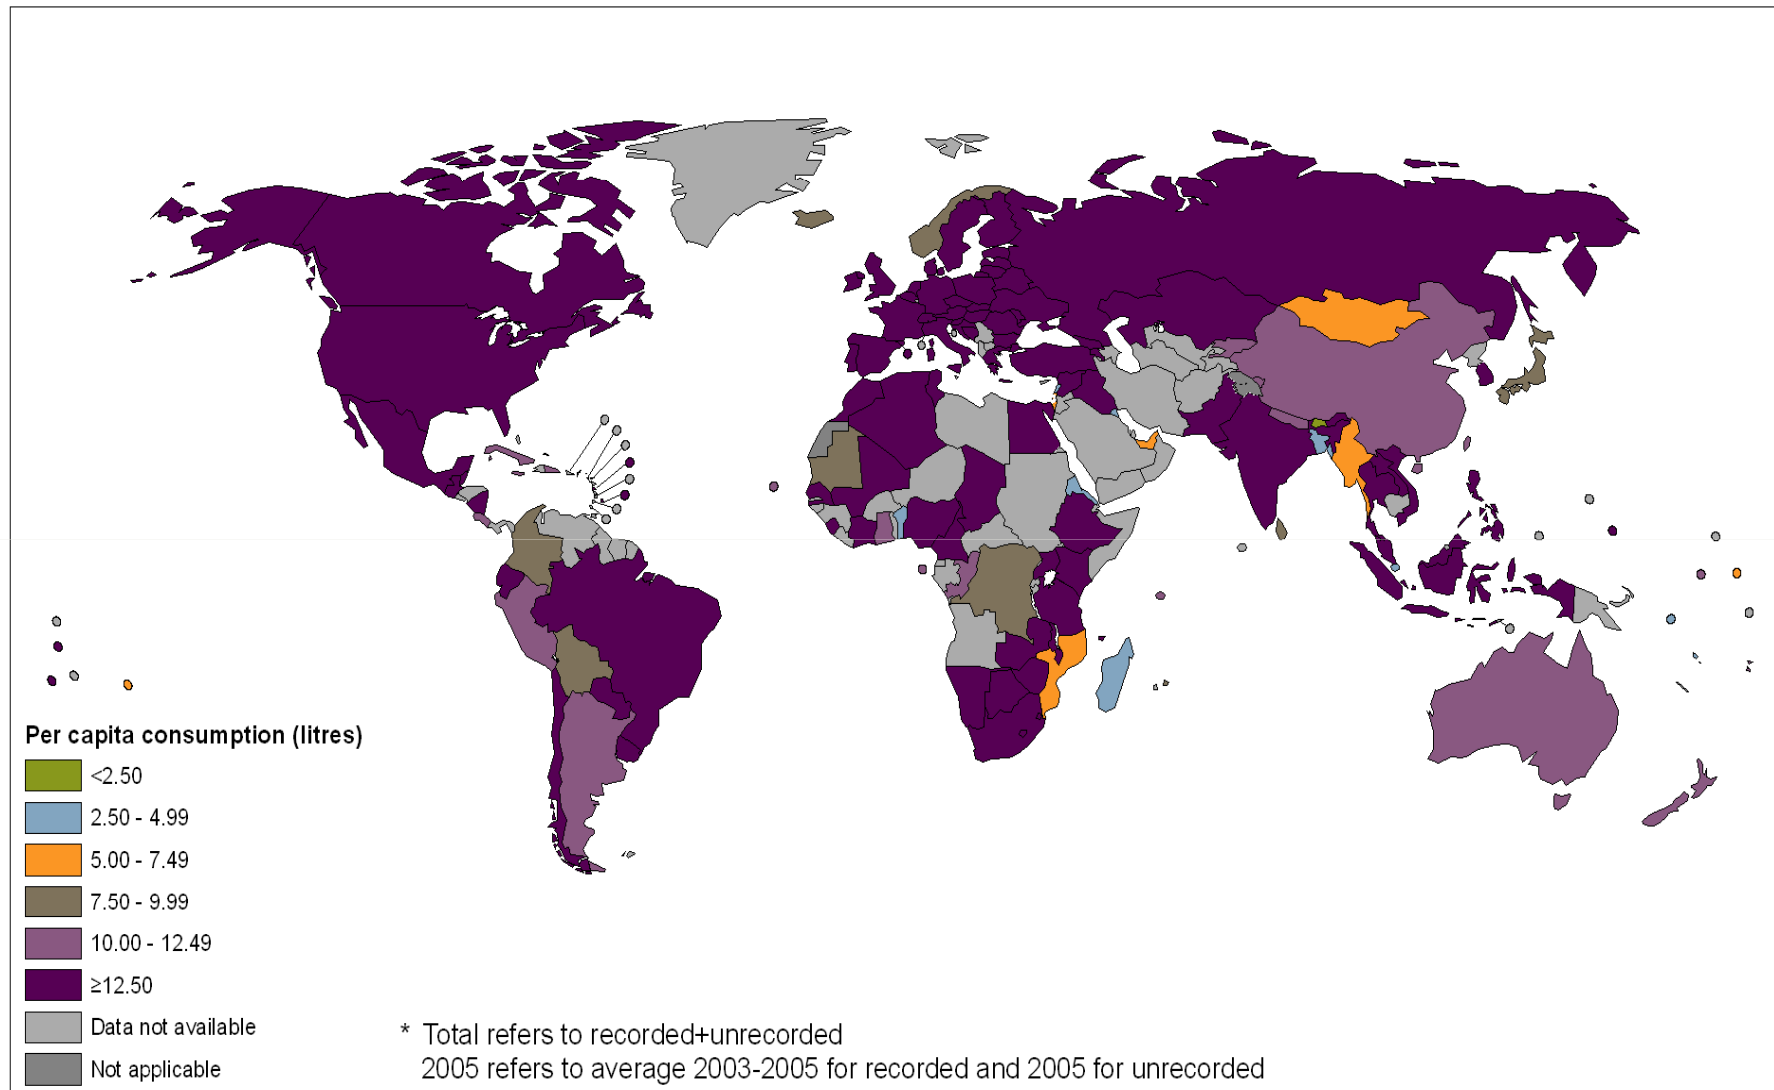 Per capita consumption (litres)
<2.50
2.50 - 4.99
5.00 - 7.49
7.50 - 9.99
10.00 - 12.49
≥12.50
Data not available
Not applicable
* Total refers to recorded+unrecorded
2005 refers to average 2003-2005 for recorded and 2005 for unrecorded